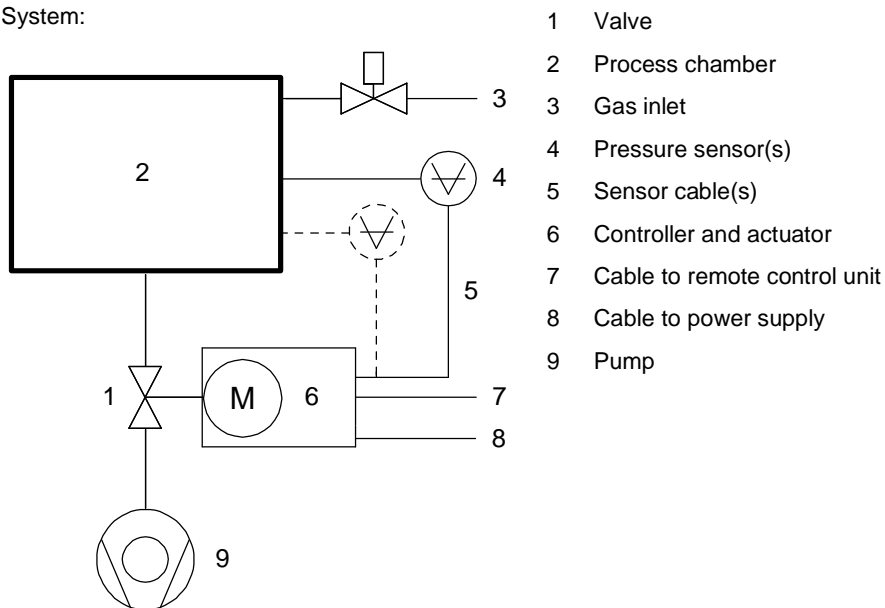 System:
2
3
4
5
1
M
6
7
8
9
1 Valve
2 Process chamber
3 Gas inlet
4 Pressure sensor(s)
5 Sensor cable(s)
6 Controller and actuator
7 Cable to remote control unit
8 Cable to power supply
9 Pump